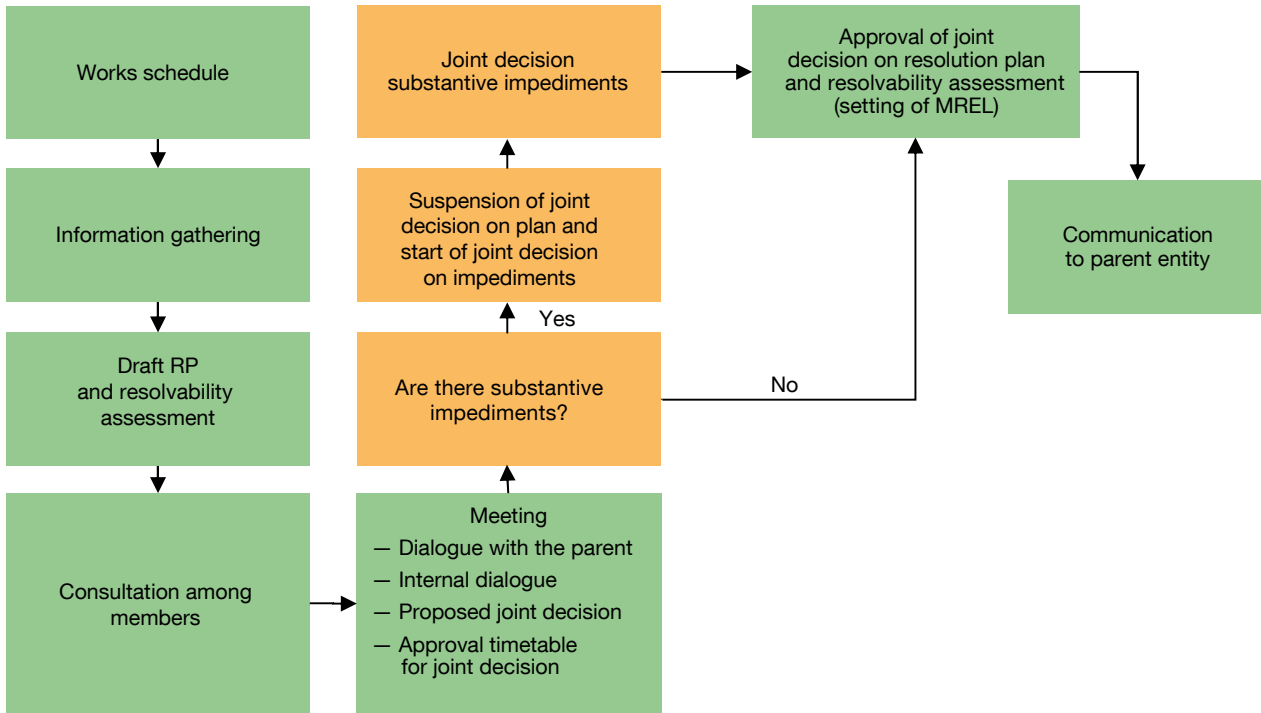 Works schedule
Information gathering
Draft RP
and resolvability
assessment
Consultation among
members
Meeting
— Dialogue with the parent
— Internal dialogue
— Proposed joint decision
— Approval timetable
for joint decision
Are there substantive
impediments?
Yes
No
Suspension of joint
decision on plan and
start of joint decision
on impediments
Joint decision
substantive impediments
Approval of joint
decision on resolution plan
and resolvability assessment
(setting of MREL)
Communication
to parent entity